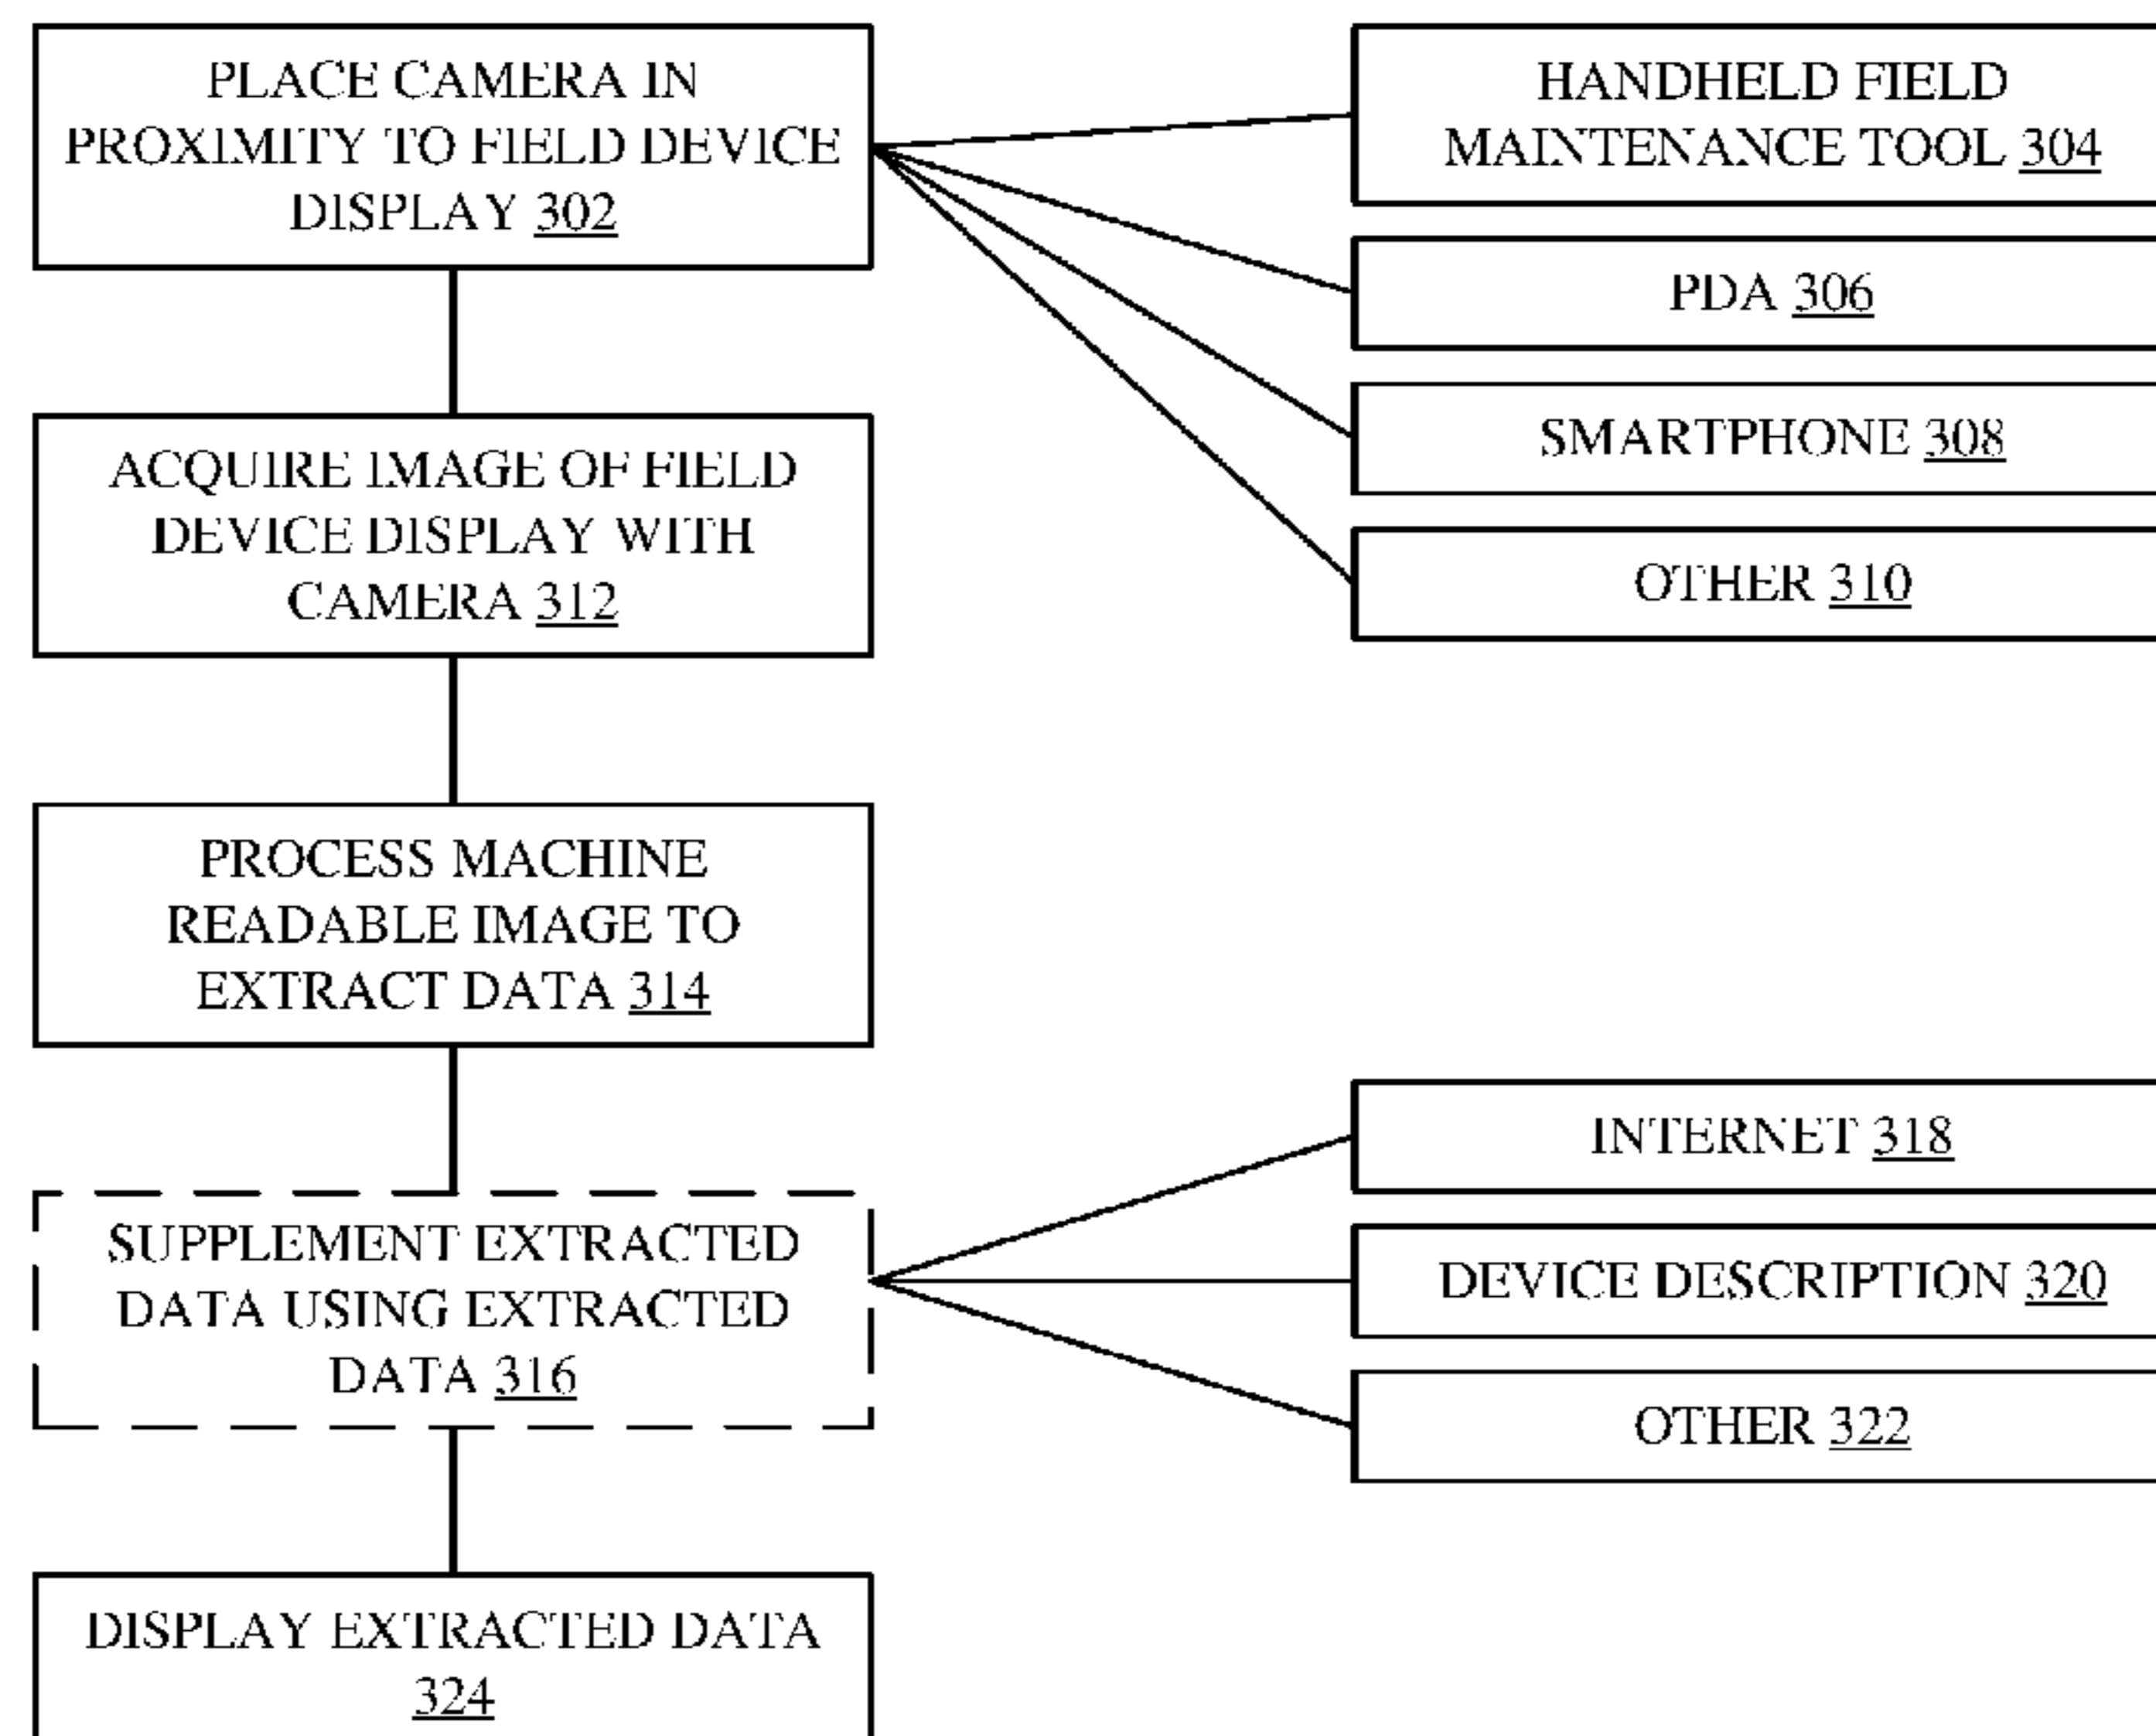 PLACE CAMERA IN
PROXIMITY TO FIELD DEVICE
DISPLAY 302
HANDHELD FIELD
MAINTENANCE TOOL 304
PDA 306
SMARTPHONE 308
OTHER 310
ACQUIRE IMAGE OF FIELD
DEVICE DISPLAY WITH
CAMERA 312
PROCESS MACHINE
READABLE IMAGE TO
EXTRACT DATA 314
SUPPLEMENT EXTRACTED
DATA USING EXTRACTED
DATA 316
INTERNET 318
DEVICE DESCRIPTION 320
OTHER 322
DISPLAY EXTRACTED DATA
324